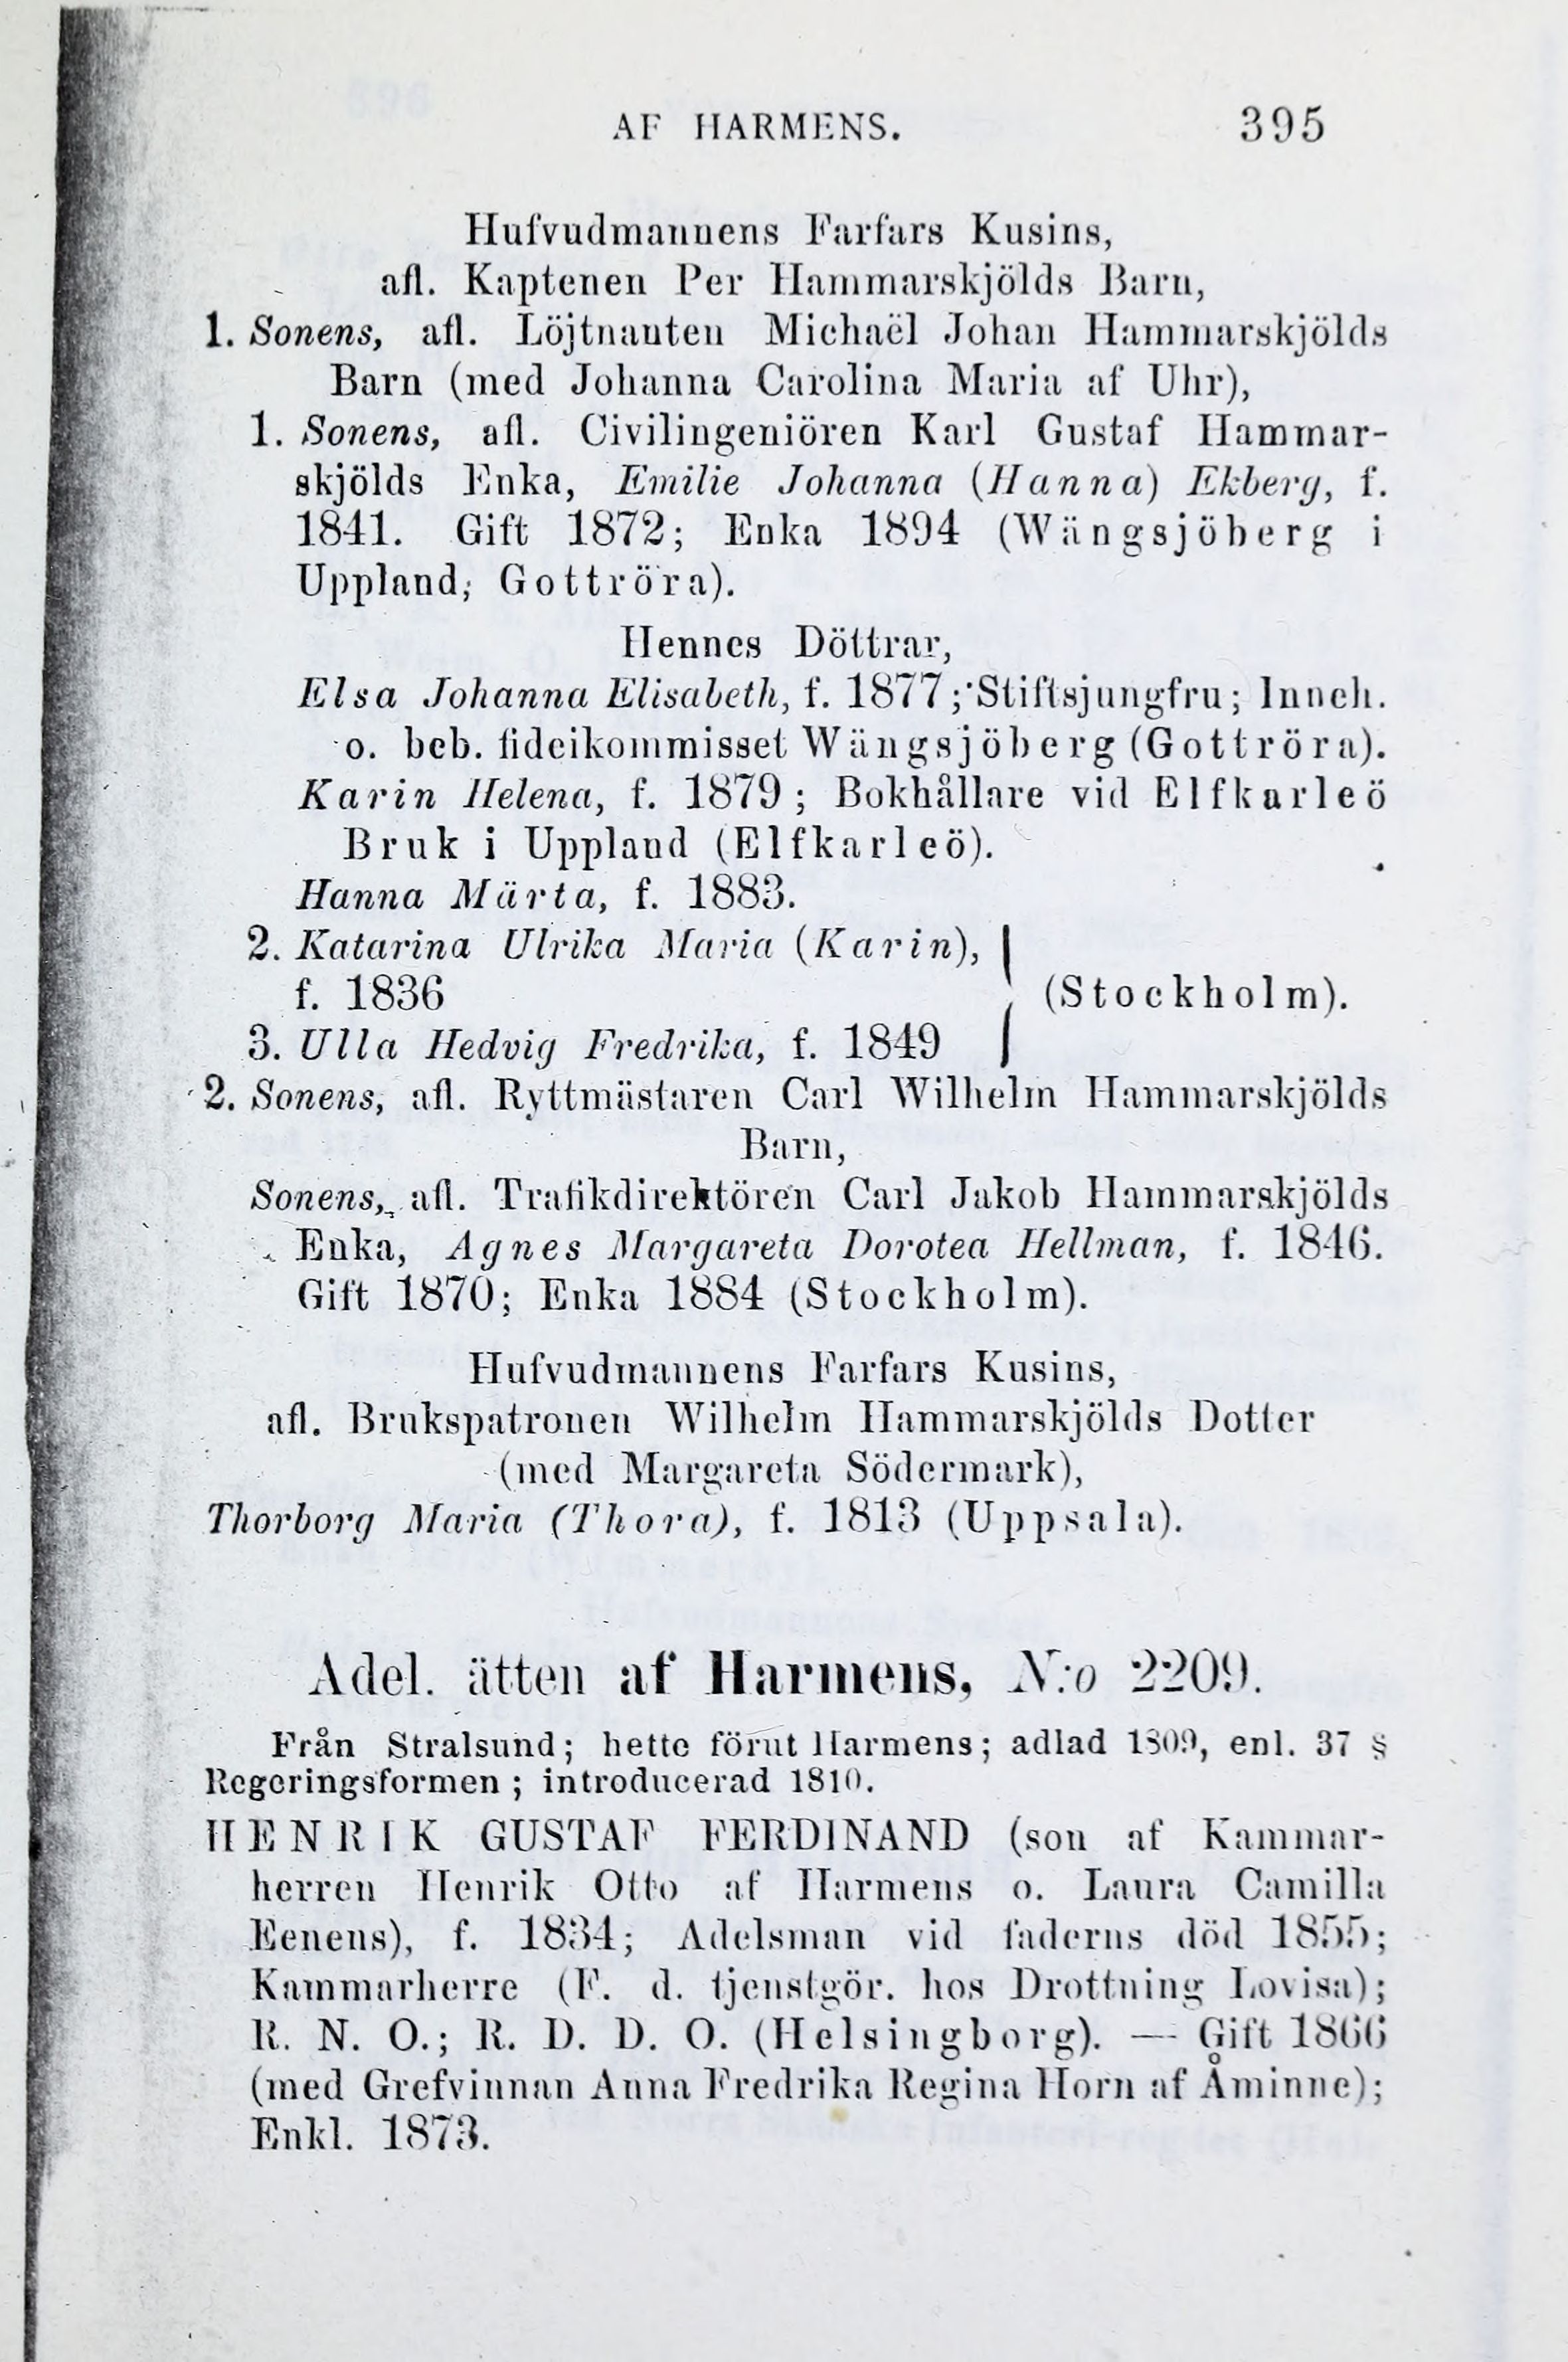 AF HARMENS. 395
Hufvudmannens Farfars Kusins,
afl. Kaptenen Per Hammarskjölds Barn,
1. Sonens, afl. Löjtnanten Michaël Johan Hammarskjölds
Barn (med Johanna Carolina Maria af Uhr),
1. Sonens, afl. Civilingeniören Karl Gustaf Hammar-
skjölds Enka, Emilie Johanna (Hanna) Ekberg, f.
1841. Gift 1872; Enka 1894 (Wängsjöberg i
Uppland, Gottröra).
Hennes Döttrar,
Elsa Johanna Elisabeth, f. 1877; Stiftsjungfru; Inneh.
o. beb. fideikommisset Wängsjöberg (Gottröra).
Karin Helena, f. 1879; Bokhållare vid Elfkarleö
Bruk i Uppland (Elfkarleö).
Hanna Märta, f. 1883.
2. Katarina Ulrika Maria (Karin),
f. 1836 (Stockholm).
3. Ulla Hedvig Fredrika, f. 1849
2. Sonens, afl. Ryttmästaren Carl Wilhelm Hammarskjölds
Barn,
Sonens, afl. Trafikdirektören Carl Jakob Hammarskjölds
Enka, Agnes Margareta Dorotea Hellman, f. 1846.
Gift 1870; Enka 1884 (Stockholm).
Hufvudmannens Farfars Kusins,
afl. Brukspatronen Wilhelm Hammarskjölds Dotter
(med Margareta Södermark),
Thorborg Maria (Thora), f. 1813 (Uppsala).
Adel. ätten af Harmens, N:o 2209.
Från Stralsund; hette förut Harmens; adlad 1809, enl. 37 §
Regeringsformen; introducerad 1810.
HENRIK GUSTAF FERDINAND (son af Kammar-
herren Henrik Otto af Harmens o. Laura Camilla
Eenens), f. 1834; Adelsman vid faderns död 1855;
Kammarherre (F. d. tjenstgör. hos Drottning Lovisa);
R. N. O.; R. D. D. O. (Helsingborg). — Gift 1866
(med Grefvinnan Anna Fredrika Regina Horn af Åminne);
Enkl. 1873.